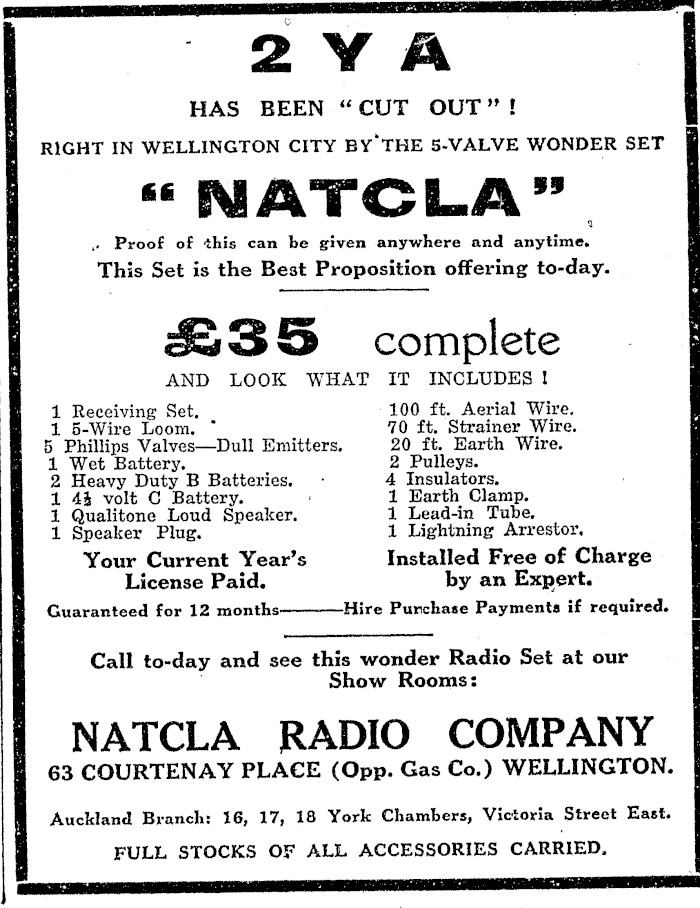 2 Y A
HAS BEEN "CUT OUT"!
RIGHT IN WELLINGTON CITY BY THE 5-VALVE WONDER SET
"NATCLA"
Proof of this can be given anywhere and anytime.
This Set is the Best Proposition offering to-day.
£35 complete
AND LOOK WHAT IT INCLUDES!
1 Receiving Set.
1 5-Wire Loom.
5 Phillips Valves—Dull Emitters.
1 Wet Battery.
2 Heavy Duty B Batteries.
1 4½ volt C Battery.
1 Qualitone Loud Speaker.
1 Speaker Plug.
Your Current Year's
License Paid.
100 ft. Aerial Wire.
70 ft. Strainer Wire.
20 ft. Earth Wire.
2 Pulleys.
4 Insulators.
1 Earth Clamp.
1 Lead-in Tube.
1 Lightning Arrestor.
Installed Free of Charge
by an Expert.
Guaranteed for 12 months———Hire Purchase Payments if required.
Call to-day and see this wonder Radio Set at our
Show Rooms:
NATCLA RADIO COMPANY
63 COURTENAY PLACE (Opp. Gas Co.) WELLINGTON.
Auckland Branch: 16, 17, 18 York Chambers, Victoria Street East.
FULL STOCKS OF ALL ACCESSORIES CARRIED.